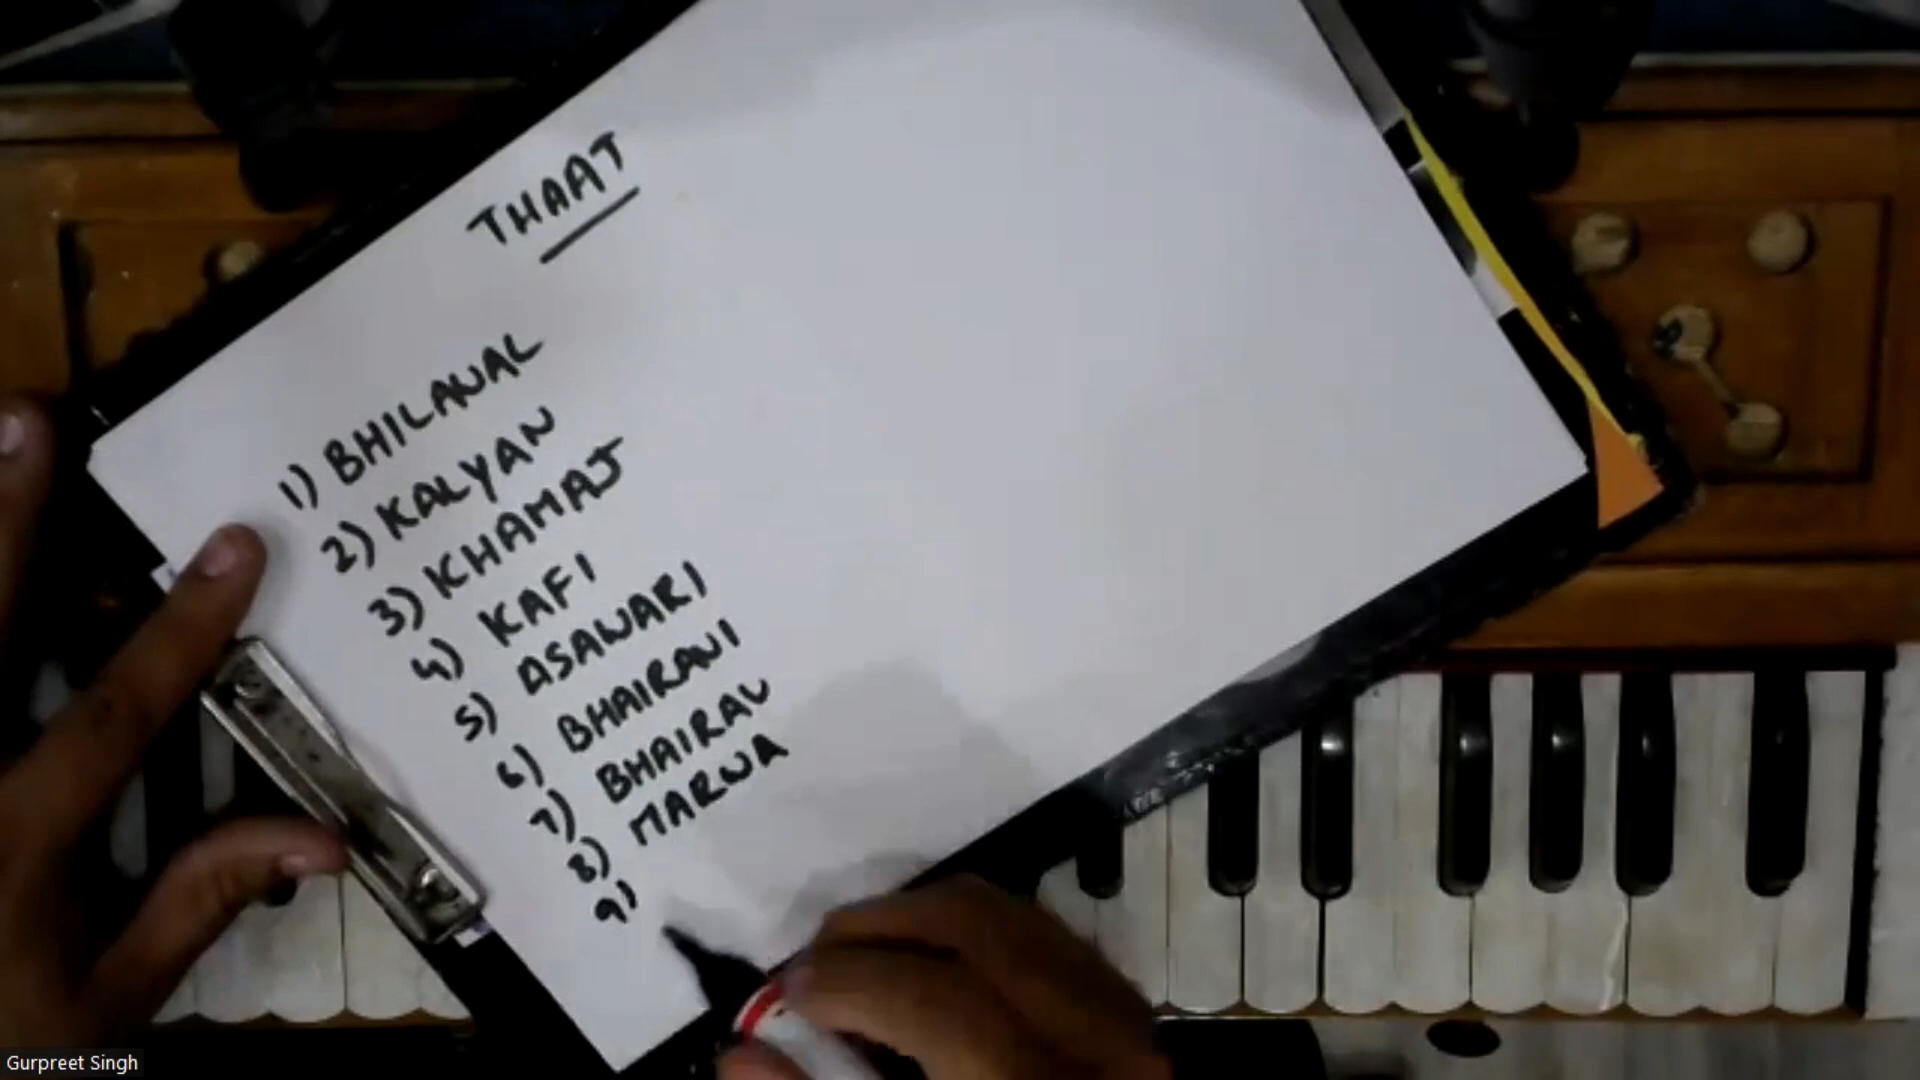 THAAT
1) BHILAWAL
2) KALYAN
3) KHAMAJ
4) KAFI
5) ASAWARI
6) BHAIRAVI
7) BHAIRAV
8) MARWA
9)
Gurpreet Singh